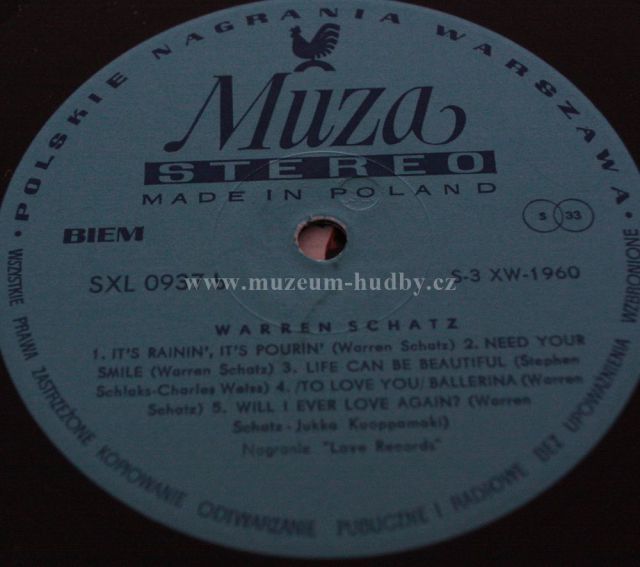 • POLSKIE NAGRANIA WARSZAWA •
Muza
STEREO
MADE IN POLAND
BIEM
S 33
SXL 0937
S-3 XW-1960
www.muzeum-hudby.cz
WARREN SCHATZ
1. IT'S RAININ', IT'S POURIN' (Warren Schatz) 2. NEED YOUR
SMILE (Warren Schatz) 3. LIFE CAN BE BEAUTIFUL (Stephen
Schlaks-Charles Weiss) 4. /TO LOVE YOU/ BALLERINA (Warren
Schatz) 5. WILL I EVER LOVE AGAIN? (Warren
Schatz - Jukka Kuoppamaki)
Nagranie "Love Records"
WSZYSTKIE PRAWA ZASTRZEŻONE KOPIOWANIE ODTWARZANIE PUBLICZNE I RADIOWE BEZ UPOWAŻNIENIA WZBRONIONE